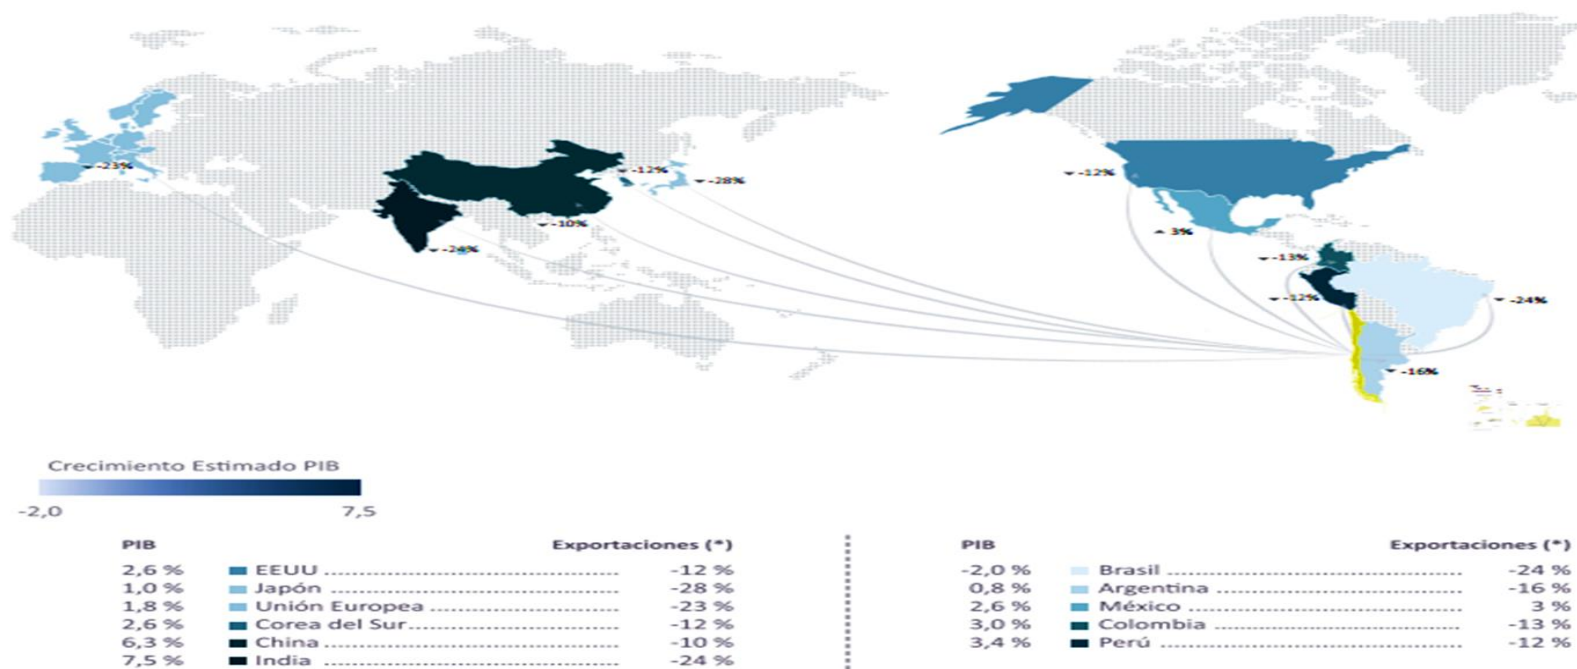 -23%
-12%
-28%
-10%
-24%
-12%
3%
-13%
-12%
-24%
-16%
Crecimiento Estimado PIB
-2,0 7,5
PIB Exportaciones (*)
2,6 % EEUU -12 %
1,0 % Japón -28 %
1,8 % Unión Europea -23 %
2,6 % Corea del Sur -12 %
6,3 % China -10 %
7,5 % India -24 %
PIB Exportaciones (*)
-2,0 % Brasil -24 %
0,8 % Argentina -16 %
2,6 % México 3 %
3,0 % Colombia -13 %
3,4 % Perú -12 %